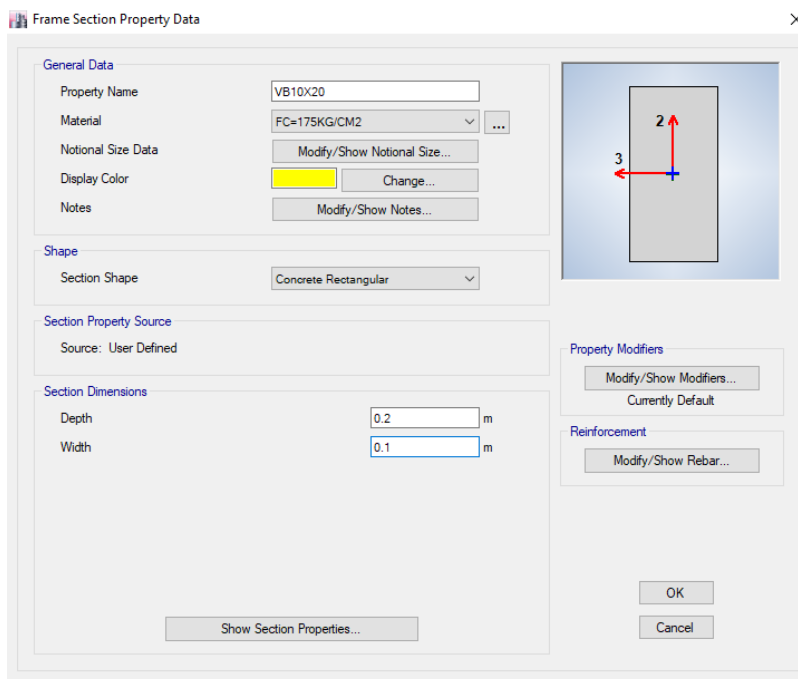 Frame Section Property Data
General Data
Property Name VB10X20
Material FC=175KG/CM2 ...
Notional Size Data Modify/Show Notional Size...
Display Color Change...
Notes Modify/Show Notes...
2
3
Shape
Section Shape Concrete Rectangular
Section Property Source
Source: User Defined
Property Modifiers
Modify/Show Modifiers...
Currently Default
Section Dimensions
Depth 0.2 m
Width 0.1 m
Reinforcement
Modify/Show Rebar...
Show Section Properties...
OK
Cancel